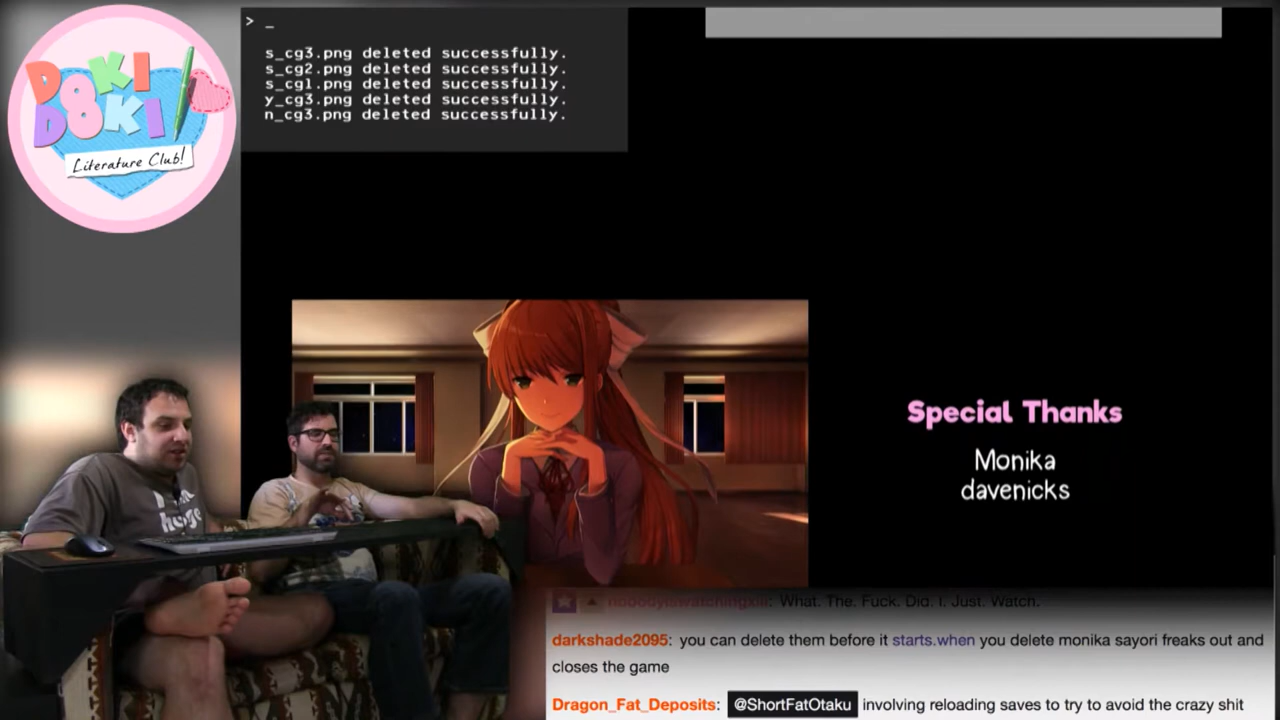 DOKI
DOKI
Literature Club!
> _
s_cg3.png deleted successfully.
s_cg2.png deleted successfully.
s_cg1.png deleted successfully.
y_cg3.png deleted successfully.
n_cg3.png deleted successfully.
Special Thanks
Monika
davenicks
What. The. Fuck. Did. I. Just. Watch.
darkshade2095: you can delete them before it starts.when you delete monika sayori freaks out and
closes the game
Dragon_Fat_Deposits: @ShortFatOtaku involving reloading saves to try to avoid the crazy shit